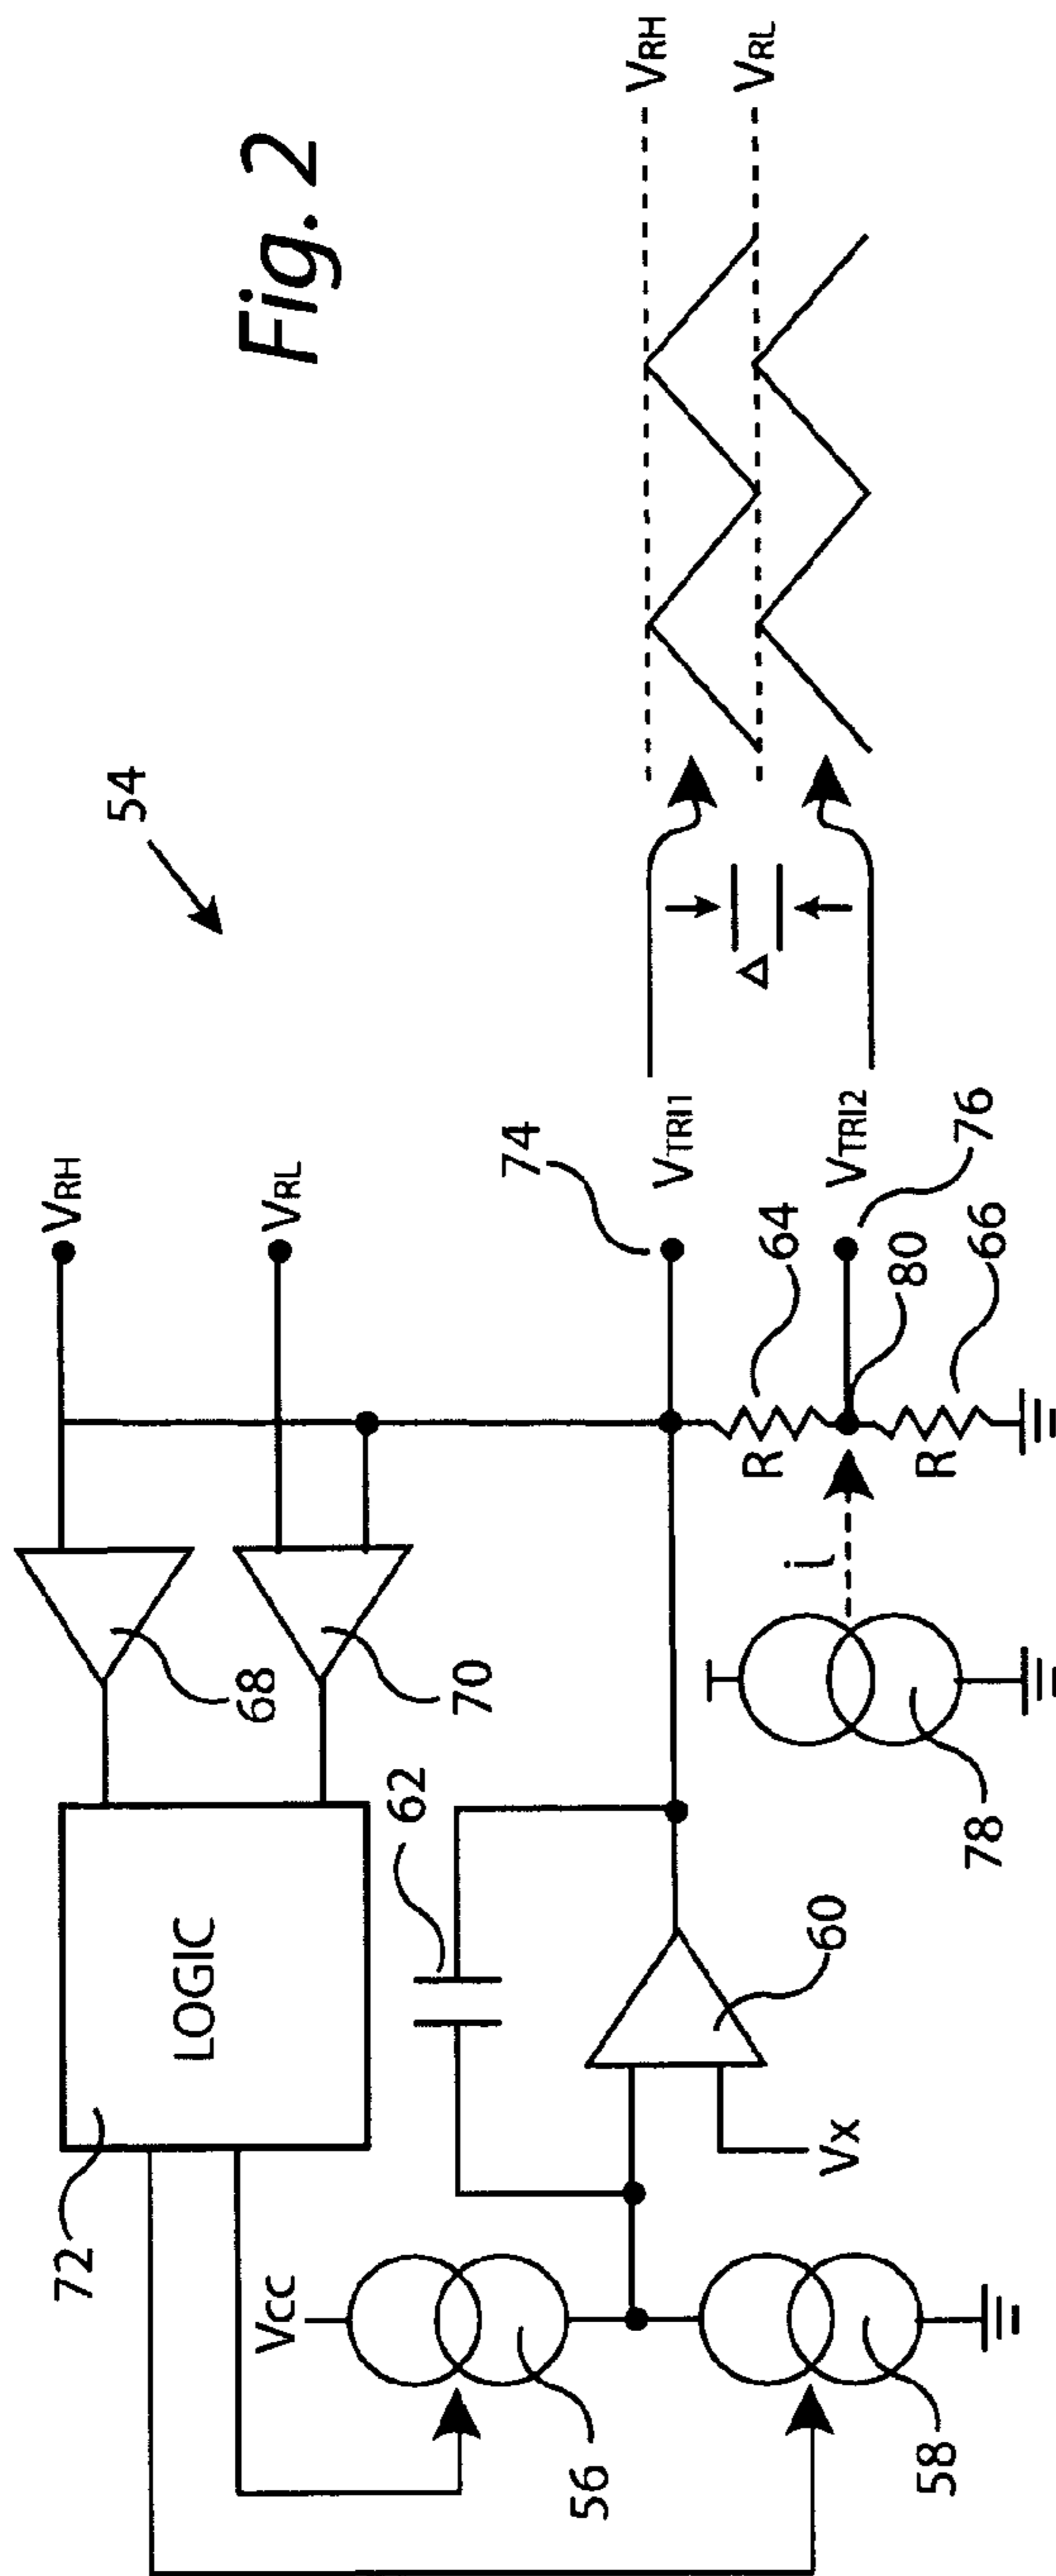 Fig. 2
54
72
LOGIC
68
70
VRH
VRL
62
Vcc
56
58
60
Vx
78
i
R
R
64
66
80
74
76
VTRI1
VTRI2
Δ
VRH
VRL